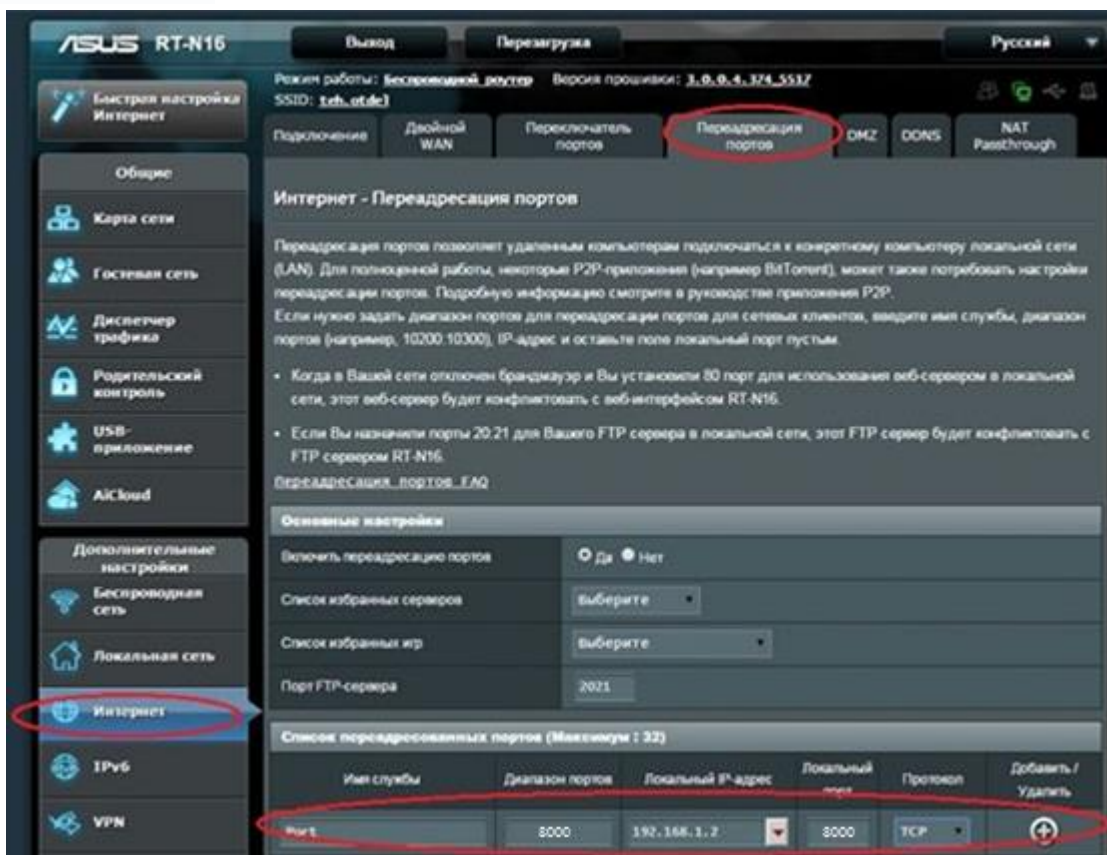 ASUS RT-N16
Выход
Перезагрузка
Русский
Режим работы: Беспроводной роутер Версия прошивки: 3.0.0.4.374_5517
SSID: teh.otdel
Быстрая настройка
Интернет
Подключение
Двойной
WAN
Переключатель
портов
Переадресация
портов
DMZ
DDNS
NAT
Passthrough
Общие
Карта сети
Гостевая сеть
Диспетчер
трафика
Родительский
контроль
USB-
приложение
AiCloud
Дополнительные
настройки
Беспроводная
сеть
Локальная сеть
Интернет
IPv6
VPN
Интернет - Переадресация портов
Переадресация портов позволяет удаленным компьютерам подключаться к конкретному компьютеру локальной сети
(LAN). Для полноценной работы, некоторые P2P-приложения (например BitTorrent), может также потребовать настройки
переадресации портов. Подробную информацию смотрите в руководстве приложения P2P.
Если нужно задать диапазон портов для переадресации портов для сетевых клиентов, введите имя службы, диапазон
портов (например, 10200:10300), IP-адрес и оставьте поле локальный порт пустым.
• Когда в Вашей сети отключен брандмауэр и Вы установили 80 порт для использования веб-сервером в локальной
сети, этот веб-сервер будет конфликтовать с веб-интерфейсом RT-N16.
• Если Вы назначили порты 20:21 для Вашего FTP сервера в локальной сети, этот FTP сервер будет конфликтовать с
FTP сервером RT-N16.
Переадресация портов FAQ
Основные настройки
Включить переадресацию портов Да Нет
Список избранных серверов Выберите
Список избранных игр Выберите
Порт FTP-сервера 2021
Список переадресованных портов (Максимум : 32)
Имя службы
Диапазон портов
Локальный IP-адрес
Локальный
порт
Протокол
Добавить /
Удалить
Port 8000 192.168.1.2 8000 TCP